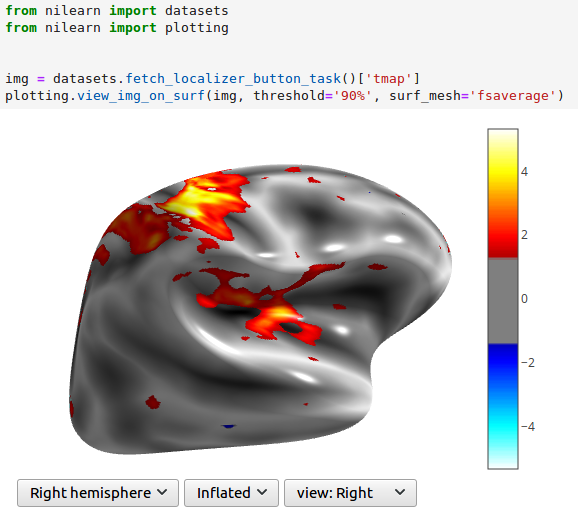 from nilearn import datasets
from nilearn import plotting
img = datasets.fetch_localizer_button_task()['tmap']
plotting.view_img_on_surf(img, threshold='90%', surf_mesh='fsaverage')
4
2
0
−2
−4
Right hemisphere
Inflated
view: Right